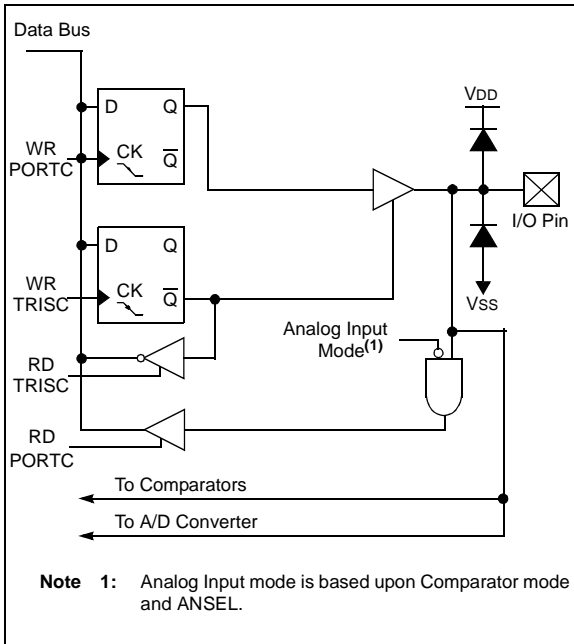 Data Bus
D Q
WR
PORTC
CK Q̅
VDD
I/O Pin
D Q
WR
TRISC
CK Q̅
VSS
Analog Input
Mode(1)
RD
TRISC
RD
PORTC
To Comparators
To A/D Converter
Note 1: Analog Input mode is based upon Comparator mode
and ANSEL.